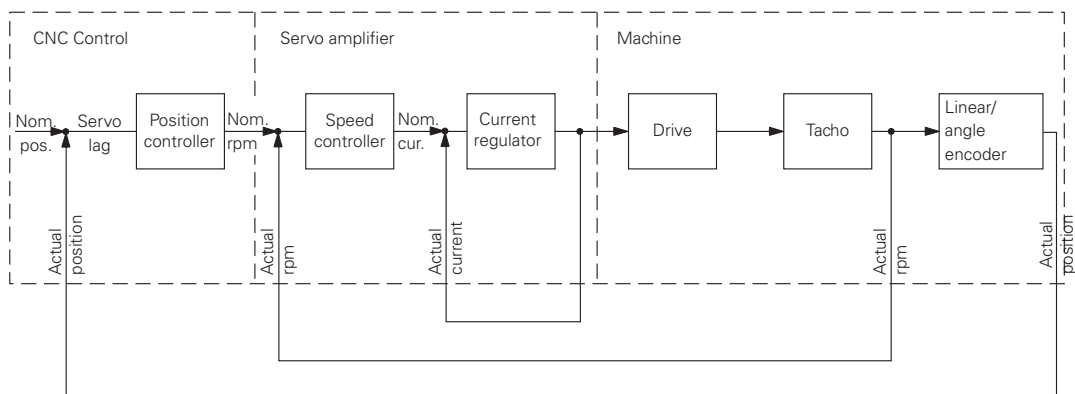 CNC Control
Servo amplifier
Machine
Nom.
pos.
Servo
lag
Position
controller
Nom.
rpm
Speed
controller
Nom.
cur.
Current
regulator
Drive
Tacho
Linear/
angle
encoder
Actual
position
Actual
rpm
Actual
current
Actual
rpm
Actual
position